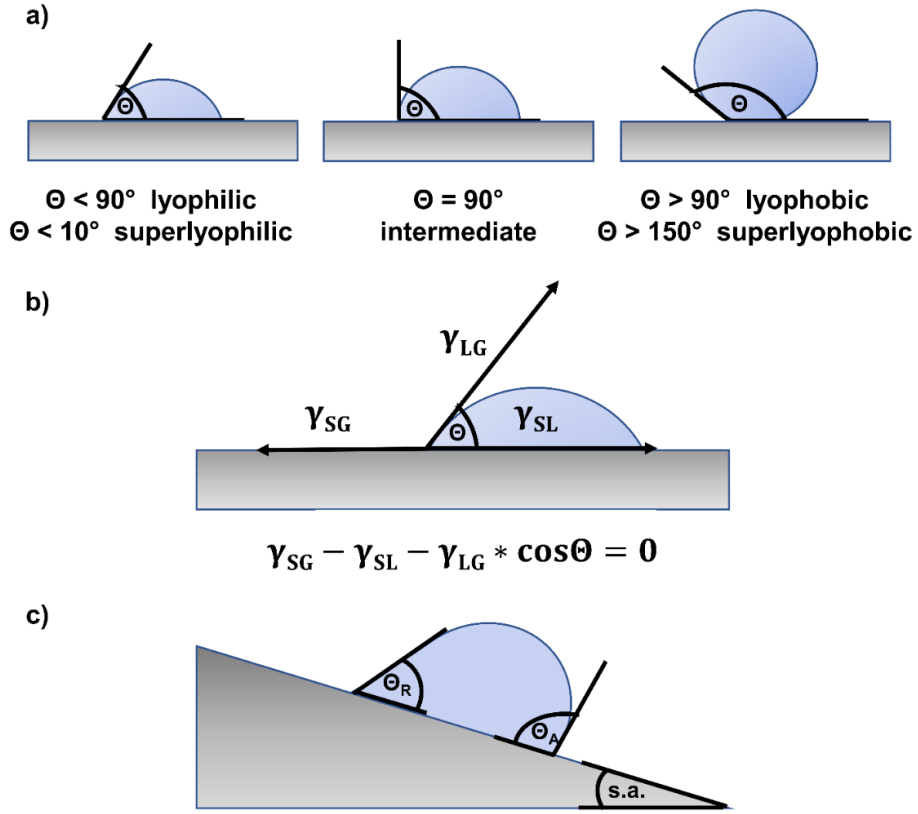 a)
Θ
Θ
Θ
Θ < 90° lyophilic
Θ < 10° superlyophilic
Θ = 90°
intermediate
Θ > 90° lyophobic
Θ > 150° superlyophobic
b)
γLG
γSG
Θ
γSL
γSG − γSL − γLG * cosΘ = 0
c)
ΘR
ΘA
s.a.